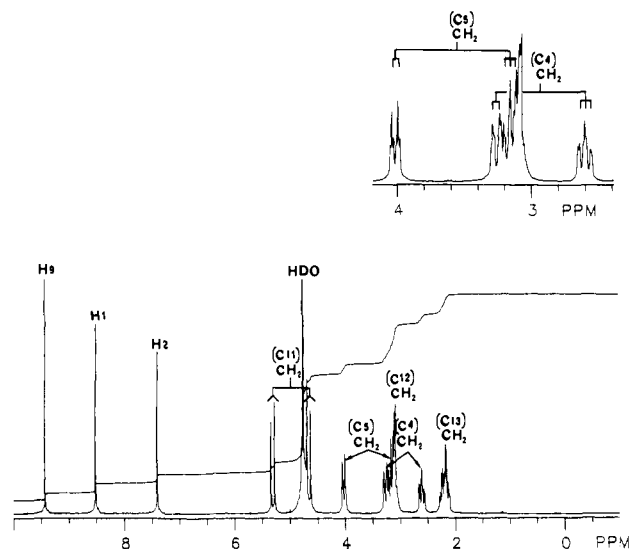 (C5)
CH2
(C4)
CH2
4
3
PPM
H9
H1
H2
HDO
(C11)
CH2
(C5)
CH2
(C12)
CH2
(C4)
CH2
(C13)
CH2
8
6
4
2
0
PPM